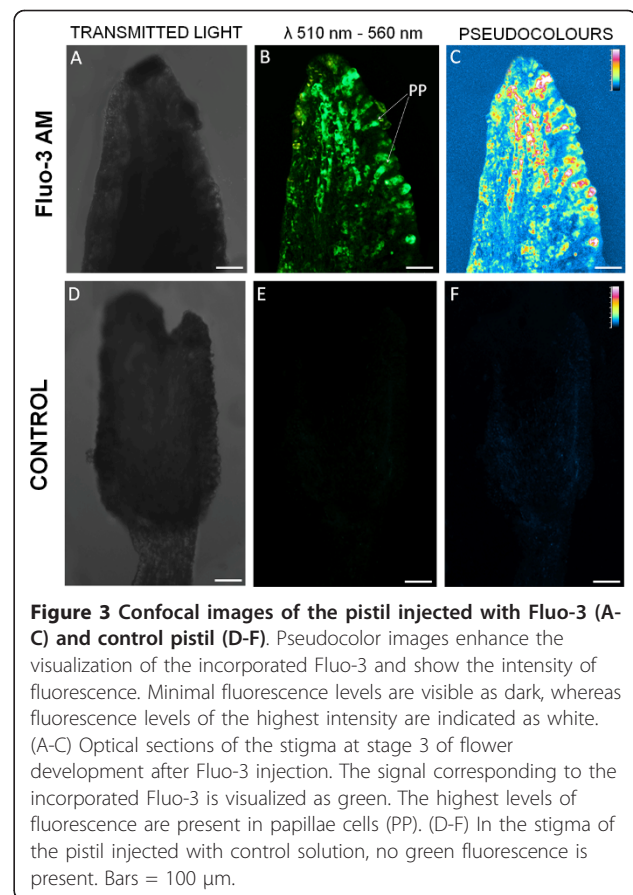 TRANSMITTED LIGHT λ 510 nm - 560 nm PSEUDOCOLOURS
Fluo-3 AM
A B PP C
CONTROL
D E F
Figure 3 Confocal images of the pistil injected with Fluo-3 (A-
C) and control pistil (D-F). Pseudocolor images enhance the
visualization of the incorporated Fluo-3 and show the intensity of
fluorescence. Minimal fluorescence levels are visible as dark, whereas
fluorescence levels of the highest intensity are indicated as white.
(A-C) Optical sections of the stigma at stage 3 of flower
development after Fluo-3 injection. The signal corresponding to the
incorporated Fluo-3 is visualized as green. The highest levels of
fluorescence are present in papillae cells (PP). (D-F) In the stigma of
the pistil injected with control solution, no green fluorescence is
present. Bars = 100 μm.